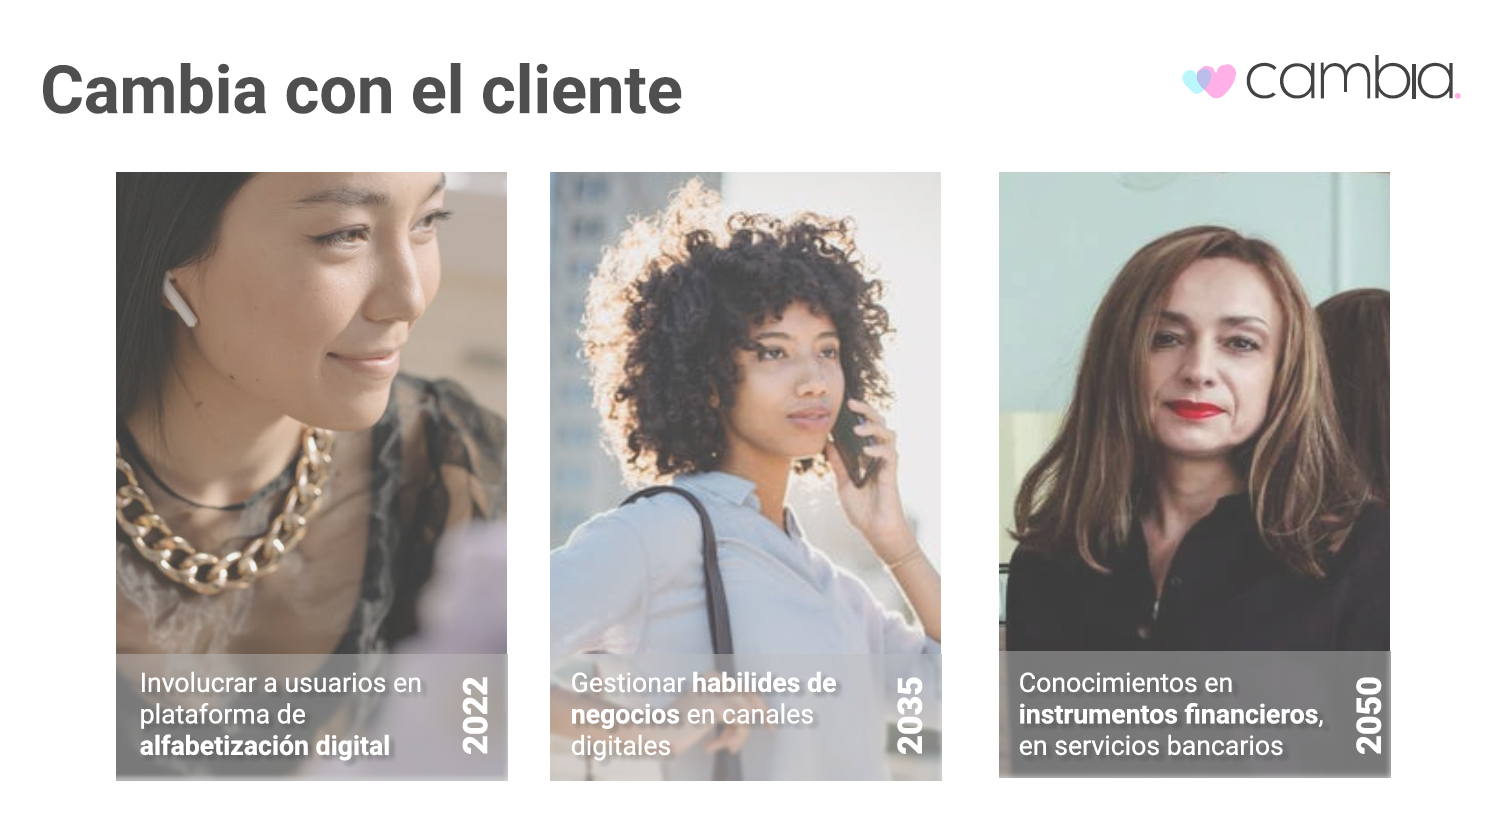 Cambia con el cliente
cambia.
Involucrar a usuarios en
plataforma de
alfabetización digital
2022
Gestionar habilides de
negocios en canales
digitales
2035
Conocimientos en
instrumentos financieros,
en servicios bancarios
2050